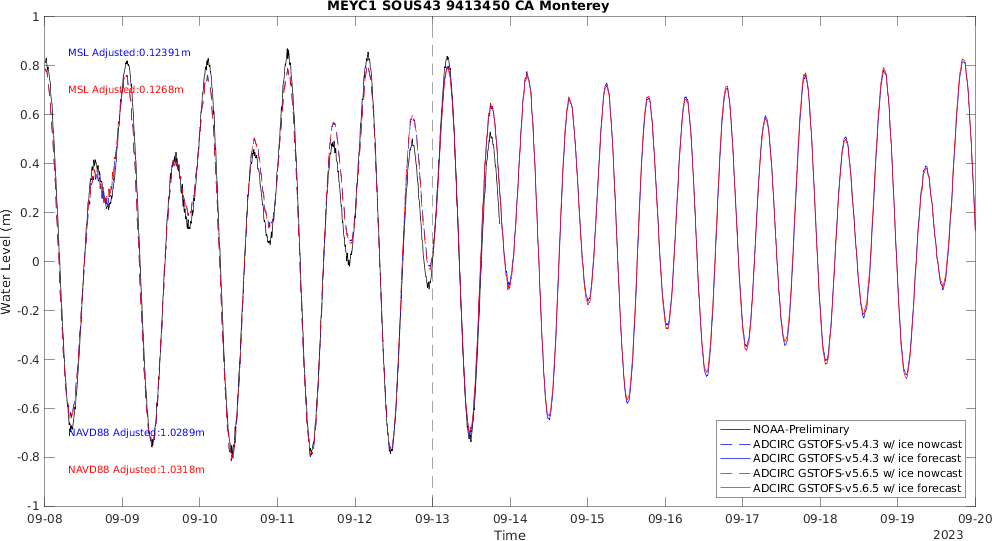 MEYC1 SOUS43 9413450 CA Monterey
1
0.8
0.6
0.4
0.2
0
-0.2
-0.4
-0.6
-0.8
-1
Water Level (m)
MSL Adjusted:0.12391m
MSL Adjusted:0.1268m
NAVD88 Adjusted:1.0289m
NAVD88 Adjusted:1.0318m
NOAA-Preliminary
ADCIRC GSTOFS-v5.4.3 w/ ice nowcast
ADCIRC GSTOFS-v5.4.3 w/ ice forecast
ADCIRC GSTOFS-v5.6.5 w/ ice nowcast
ADCIRC GSTOFS-v5.6.5 w/ ice forecast
09-08 09-09 09-10 09-11 09-12 09-13 09-14 09-15 09-16 09-17 09-18 09-19 09-20
Time
2023